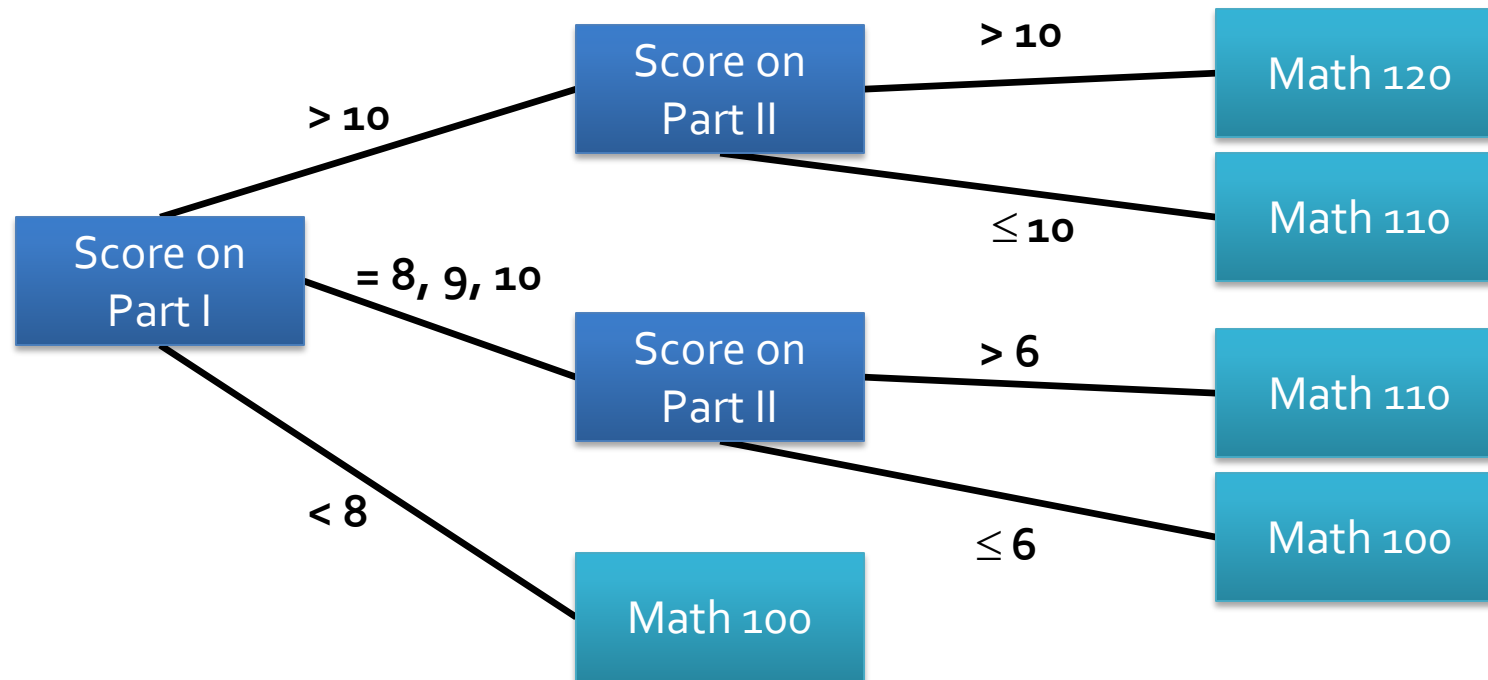 > 10
Score on
Part II
> 10
Math 120
≤ 10
Math 110
Score on
Part I
= 8, 9, 10
Score on
Part II
> 6
Math 110
≤ 6
Math 100
< 8
Math 100